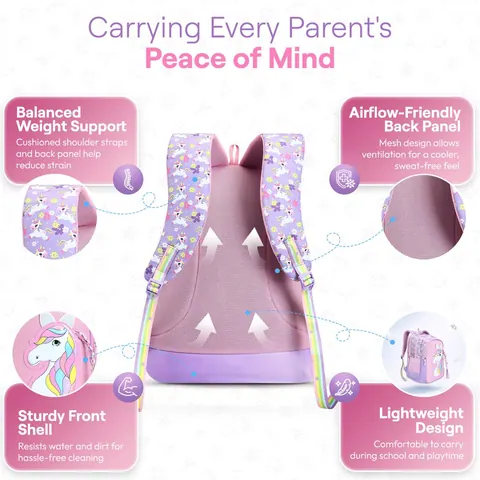 Carrying Every Parent's
Peace of Mind
Balanced
Weight Support
Cushioned shoulder straps
and back panel help
reduce strain
Airflow-Friendly
Back Panel
Mesh design allows
ventilation for a cooler,
sweat-free feel
Sturdy Front
Shell
Resists water and dirt for
hassle-free cleaning
Lightweight
Design
Comfortable to carry
during school and playtime